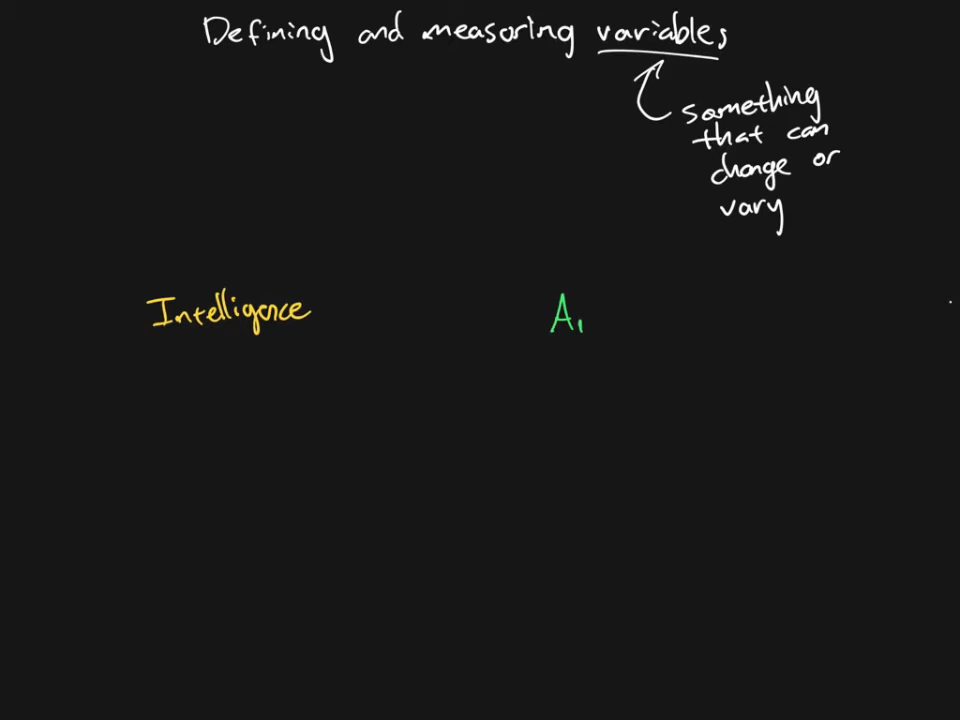 Defining and measuring variables
something
that can
change or
vary
Intelligence
A